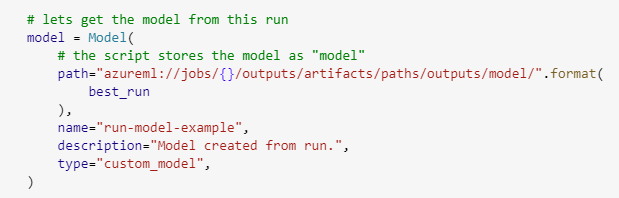 # lets get the model from this run
model = Model(
    # the script stores the model as "model"
    path="azureml://jobs/{}/outputs/artifacts/paths/outputs/model/".format(
        best_run
    ),
    name="run-model-example",
    description="Model created from run.",
    type="custom_model",
)